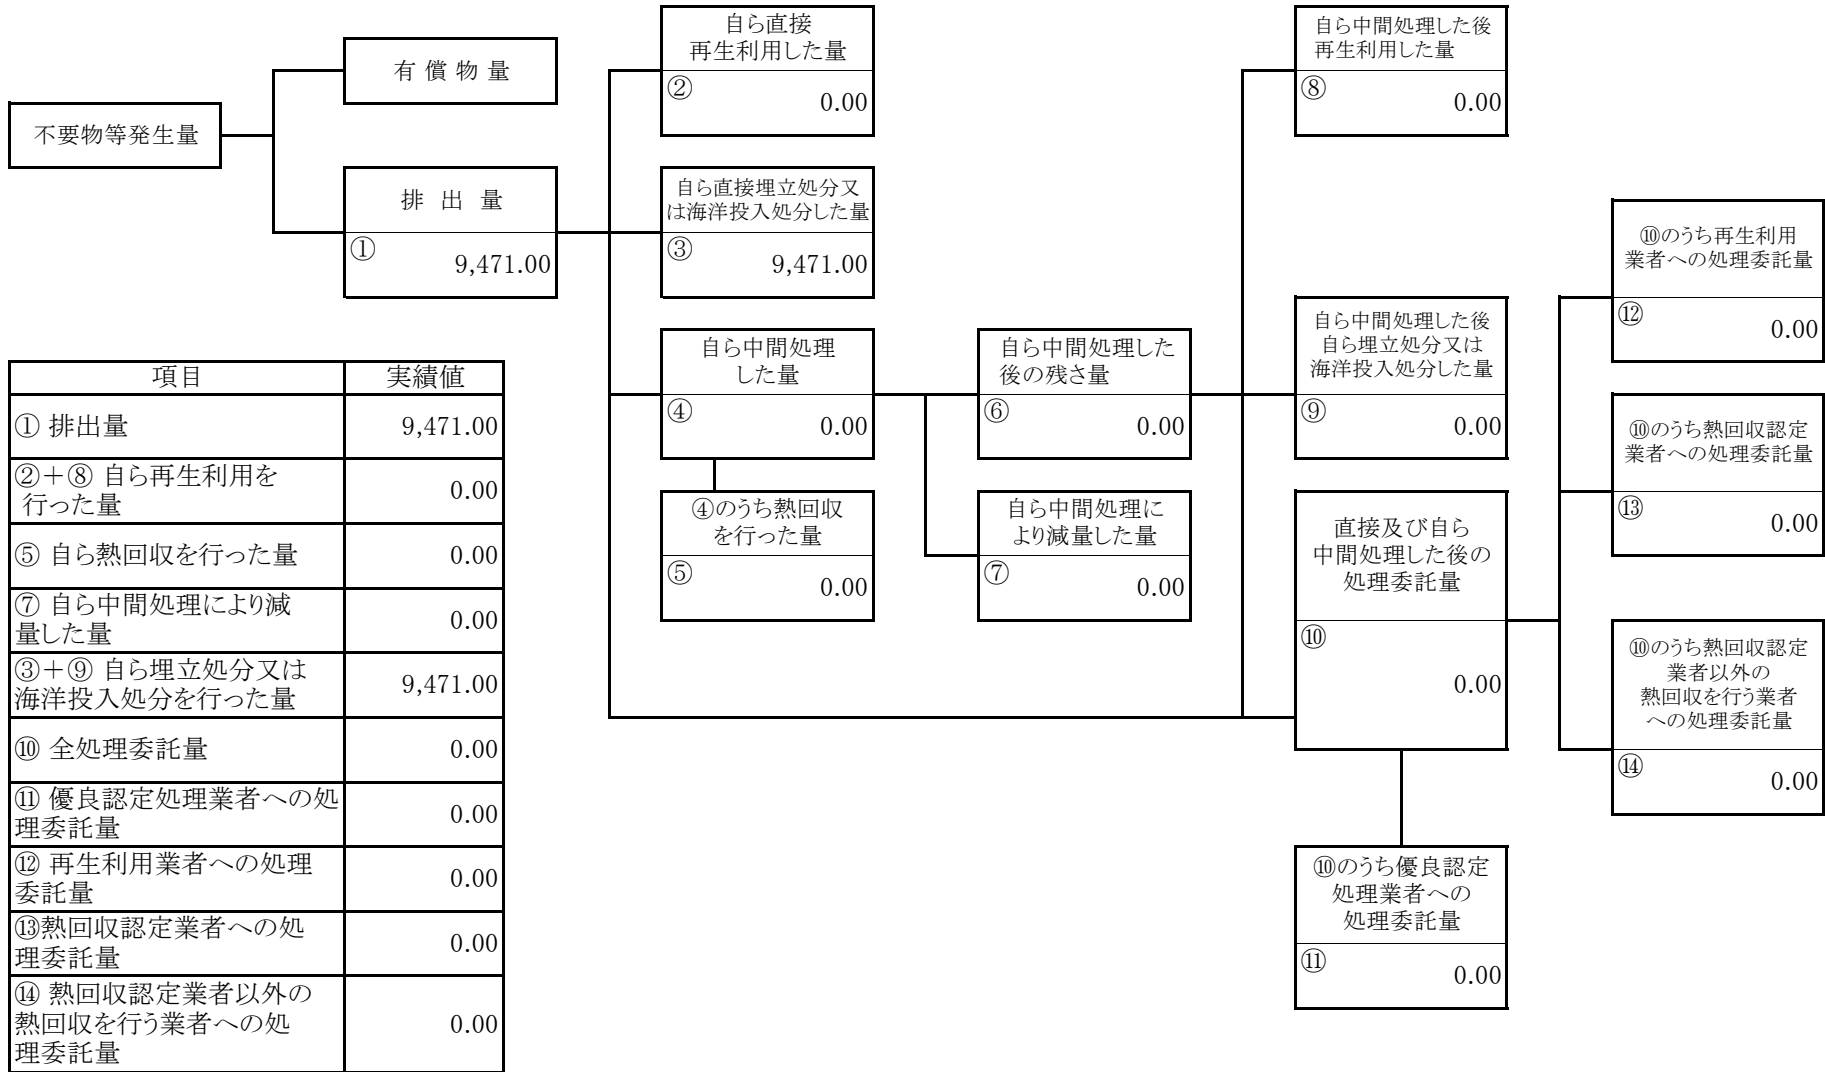 不要物等発生量
有 償 物 量
排 出 量
①
9,471.00
自ら直接
再生利用した量
②
0.00
自ら直接埋立処分又
は海洋投入処分した量
③
9,471.00
自ら中間処理
した量
④
0.00
④のうち熱回収
を行った量
⑤
0.00
自ら中間処理した
後の残さ量
⑥
0.00
自ら中間処理に
より減量した量
⑦
0.00
自ら中間処理した後
再生利用した量
⑧
0.00
自ら中間処理した後
自ら埋立処分又は
海洋投入処分した量
⑨
0.00
直接及び自ら
中間処理した後の
処理委託量
⑩
0.00
⑩のうち優良認定
処理業者への
処理委託量
⑪
0.00
⑩のうち再生利用
業者への処理委託量
⑫
0.00
⑩のうち熱回収認定
業者への処理委託量
⑬
0.00
⑩のうち熱回収認定
業者以外の
熱回収を行う業者
への処理委託量
⑭
0.00
項目 実績値
① 排出量 9,471.00
②＋⑧ 自ら再生利用を
行った量 0.00
⑤ 自ら熱回収を行った量 0.00
⑦ 自ら中間処理により減
量した量 0.00
③＋⑨ 自ら埋立処分又は
海洋投入処分を行った量 9,471.00
⑩ 全処理委託量 0.00
⑪ 優良認定処理業者への処
理委託量 0.00
⑫ 再生利用業者への処理
委託量 0.00
⑬熱回収認定業者への処
理委託量 0.00
⑭ 熱回収認定業者以外の
熱回収を行う業者への処
理委託量 0.00